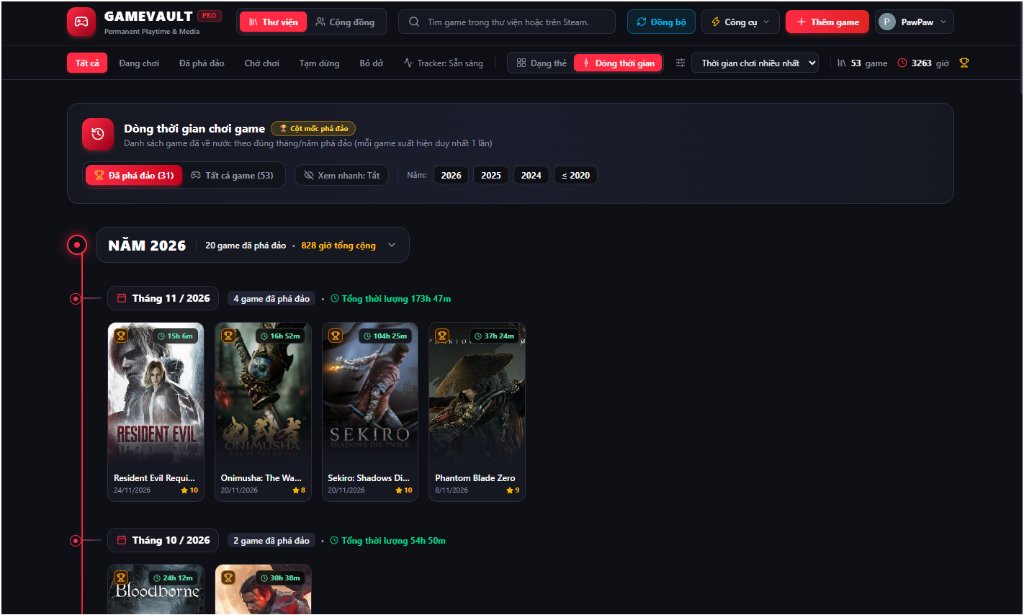 GAMEVAULT PRO
Permanent Playtime & Media
Thư viện
Cộng đồng
Tìm game trong thư viện hoặc trên Steam.
Đồng bộ
Công cụ
Thêm game
P PawPaw
Tất cả
Đang chơi
Đã phá đảo
Chờ chơi
Tạm dừng
Bỏ dở
Tracker: Sẵn sàng
Dạng thẻ
Dòng thời gian
Thời gian chơi nhiều nhất
53 game
3263 giờ
Dòng thời gian chơi game
Cột mốc phá đảo
Danh sách game đã về nước theo đúng tháng/năm phá đảo (mỗi game xuất hiện duy nhất 1 lần)
Đã phá đảo (31)
Tất cả game (53)
Xem nhanh: Tắt
Năm:
2026
2025
2024
≤ 2020
NĂM 2026
20 game đã phá đảo • 828 giờ tổng cộng
Tháng 11 / 2026
4 game đã phá đảo • Tổng thời lượng 173h 47m
15h 6m
RESIDENT EVIL
Resident Evil Requi...
24/11/2026
10
16h 52m
ONIMUSHA
WAY OF THE SWORD
Onimusha: The Wa...
20/11/2026
8
104h 25m
SEKIRO
SHADOWS DIE TWICE
Sekiro: Shadows Di...
20/11/2026
10
37h 24m
Phantom Blade Zero
8/11/2026
9
Tháng 10 / 2026
2 game đã phá đảo • Tổng thời lượng 54h 50m
24h 12m
Bloodborne
30h 38m